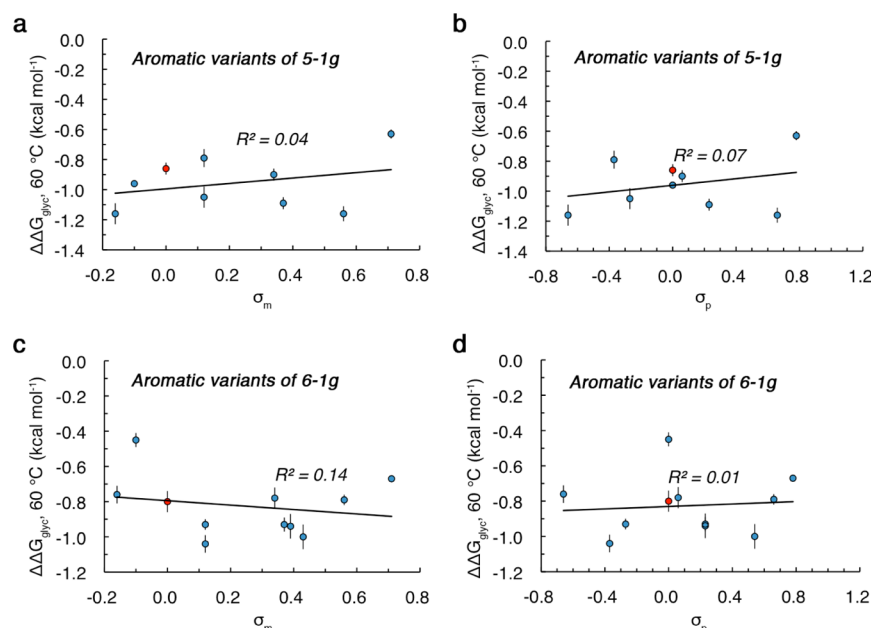 a
Aromatic variants of 5-1g
R² = 0.04
ΔΔG_glyc, 60 °C (kcal mol⁻¹)
0.0
-0.2
-0.4
-0.6
-0.8
-1.0
-1.2
-1.4
-0.2
0.0
0.2
0.4
0.6
0.8
σ_m
b
Aromatic variants of 5-1g
R² = 0.07
ΔΔG_glyc, 60 °C (kcal mol⁻¹)
0.0
-0.2
-0.4
-0.6
-0.8
-1.0
-1.2
-1.4
-0.8
-0.4
0.0
0.4
0.8
1.2
σ_p
c
Aromatic variants of 6-1g
R² = 0.14
ΔΔG_glyc, 60 °C (kcal mol⁻¹)
0.0
-0.2
-0.4
-0.6
-0.8
-1.0
-1.2
-0.2
0.0
0.2
0.4
0.6
0.8
σ_m
d
Aromatic variants of 6-1g
R² = 0.01
ΔΔG_glyc, 60 °C (kcal mol⁻¹)
0.0
-0.2
-0.4
-0.6
-0.8
-1.0
-1.2
-0.8
-0.4
0.0
0.4
0.8
1.2
σ_p